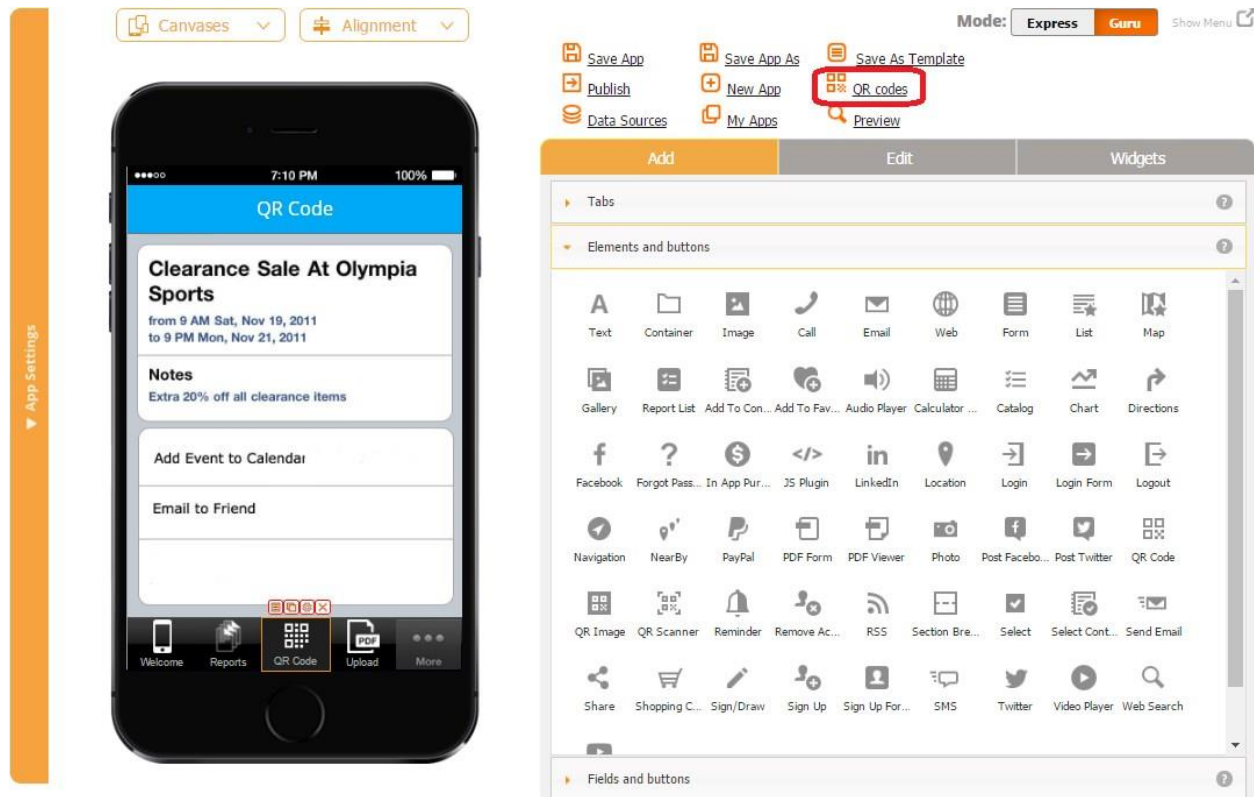 Canvases
Alignment
Mode: Express Guru Show Menu
Save App Save App As Save As Template
Publish New App QR codes
Data Sources My Apps Preview
Add Edit Widgets
Tabs
Elements and buttons
Text Container Image Call Email Web Form List Map
Gallery Report List Add To Con... Add To Fav... Audio Player Calculator ... Catalog Chart Directions
Facebook Forgot Pass... In App Pur... JS Plugin LinkedIn Location Login Login Form Logout
Navigation NearBy PayPal PDF Form PDF Viewer Photo Post Facebo... Post Twitter QR Code
QR Image QR Scanner Reminder Remove Ac... RSS Section Bre... Select Select Cont... Send Email
Share Shopping C... Sign/Draw Sign Up Sign Up For... SMS Twitter Video Player Web Search
Fields and buttons
App Settings
7:10 PM 100%
QR Code
Clearance Sale At Olympia
Sports
from 9 AM Sat, Nov 19, 2011
to 9 PM Mon, Nov 21, 2011
Notes
Extra 20% off all clearance items
Add Event to Calendar
Email to Friend
PDF
Welcome Reports QR Code Upload More